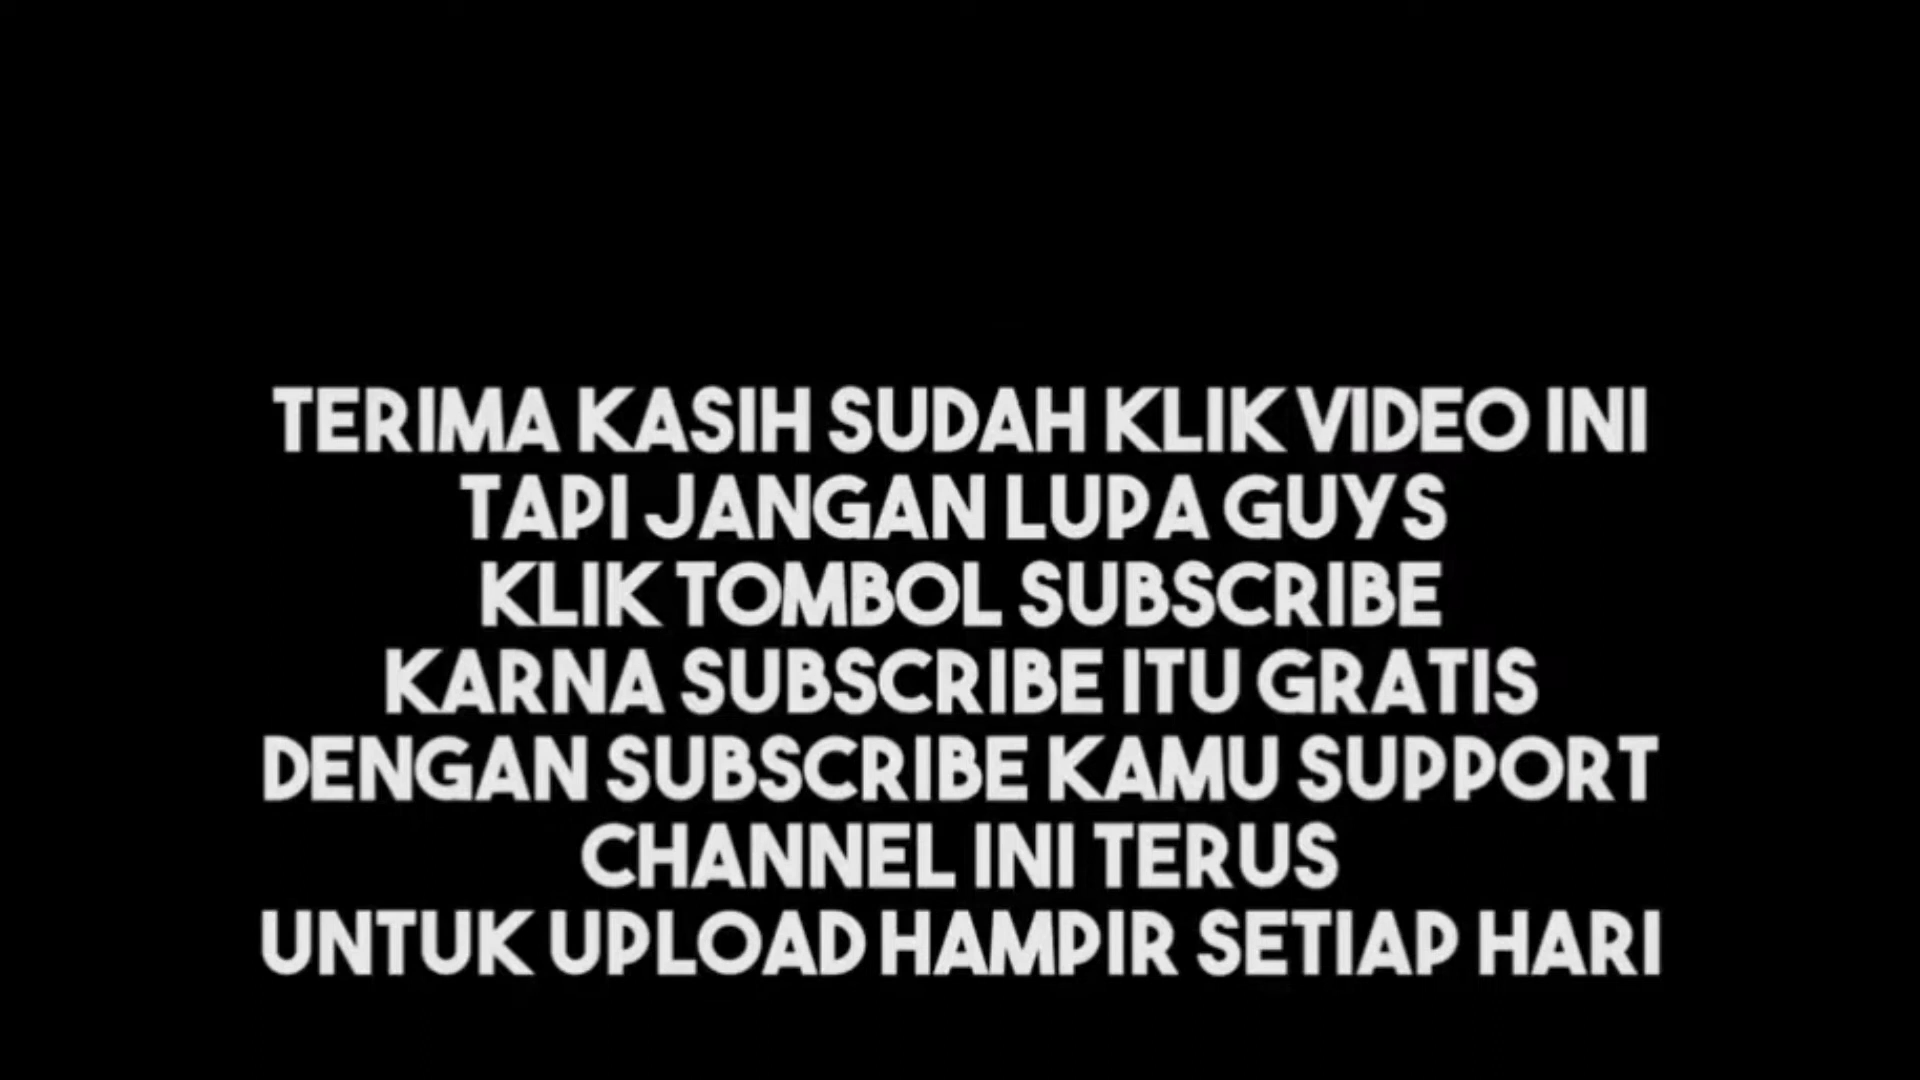 TERIMA KASIH SUDAH KLIK VIDEO INI
TAPI JANGAN LUPA GUYS
KLIK TOMBOL SUBSCRIBE
KARNA SUBSCRIBE ITU GRATIS
DENGAN SUBSCRIBE KAMU SUPPORT
CHANNEL INI TERUS
UNTUK UPLOAD HAMPIR SETIAP HARI